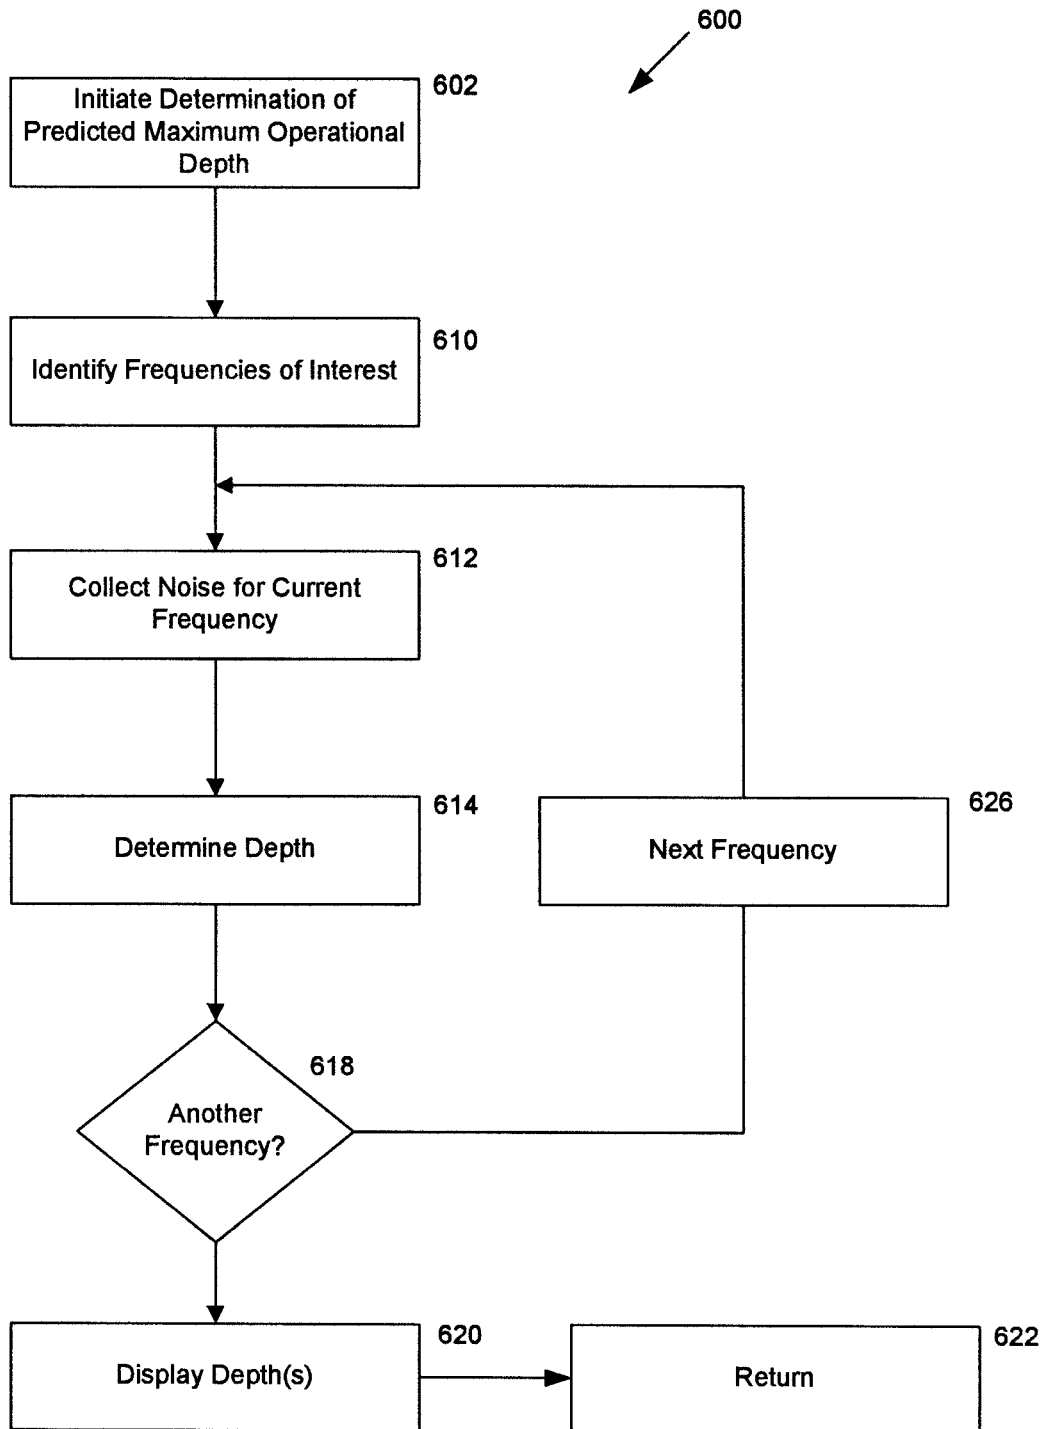 600
602
Initiate Determination of
Predicted Maximum Operational
Depth
610
Identify Frequencies of Interest
612
Collect Noise for Current
Frequency
614
Determine Depth
626
Next Frequency
618
Another
Frequency?
620
Display Depth(s)
622
Return